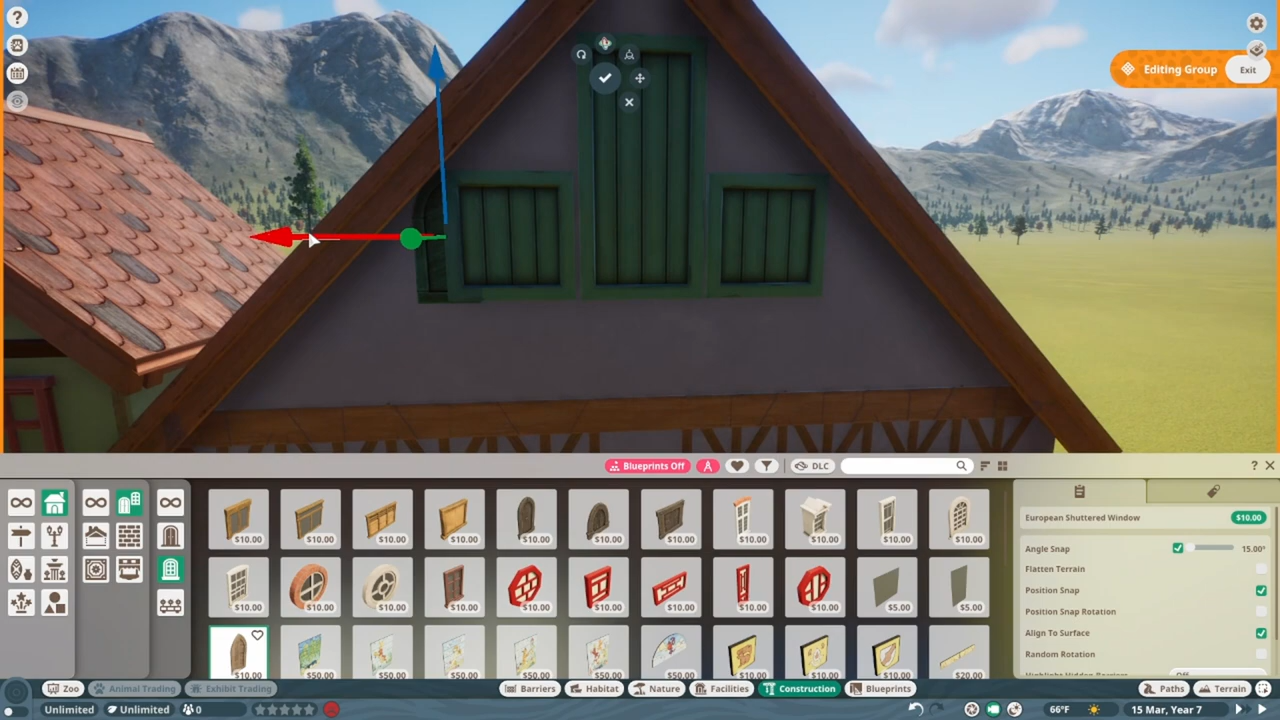 Editing Group
Exit
Blueprints Off
DLC
$10.00 $10.00 $10.00 $10.00 $10.00 $10.00 $10.00 $10.00 $10.00 $10.00 $10.00
$10.00 $10.00 $10.00 $10.00 $10.00 $10.00 $10.00 $10.00 $10.00 $5.00 $5.00
$10.00 $50.00 $50.00 $50.00 $50.00 $50.00 $50.00 $10.00 $10.00 $10.00 $20.00
European Shuttered Window
$10.00
Angle Snap
15.00°
Flatten Terrain
Position Snap
Position Snap Rotation
Align To Surface
Random Rotation
Off
Zoo
Animal Trading
Exhibit Trading
Barriers
Habitat
Nature
Facilities
Construction
Blueprints
Paths
Terrain
Unlimited
Unlimited
0
66°F
15 Mar, Year 7